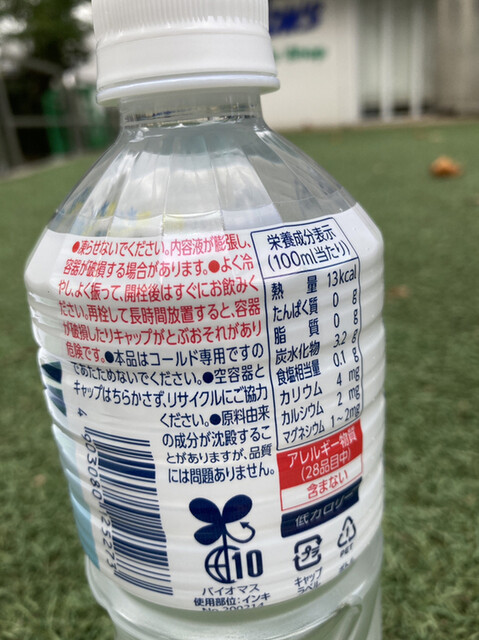 ●凍らせないでください。内容液が膨張し、
容器が破損する場合があります。●よく冷
やし、よく振って、開栓後はすぐにお飲みく
ださい。再栓して長時間放置すると、容器
が破損したりキャップがとぶおそれがあり
危険です。●本品はコールド専用ですの
であたためないでください。●空容器と
キャップはちらかさず、リサイクルにご協力
ください。●原料由来
の成分が沈殿するこ
とがありますが、品質
には問題ありません。
栄養成分表示
(100ml当たり)
熱量 13kcal
たんぱく質 0 g
脂質 0 g
炭水化物 3.2 g
食塩相当量 0.1 g
カリウム 4 mg
カルシウム 2 mg
マグネシウム 1~2mg
アレルギー物質
(28品目中)
含まない
低カロリー
10
バイオマス
使用部位:インキ
プラ
キャップ
ラベル
PET